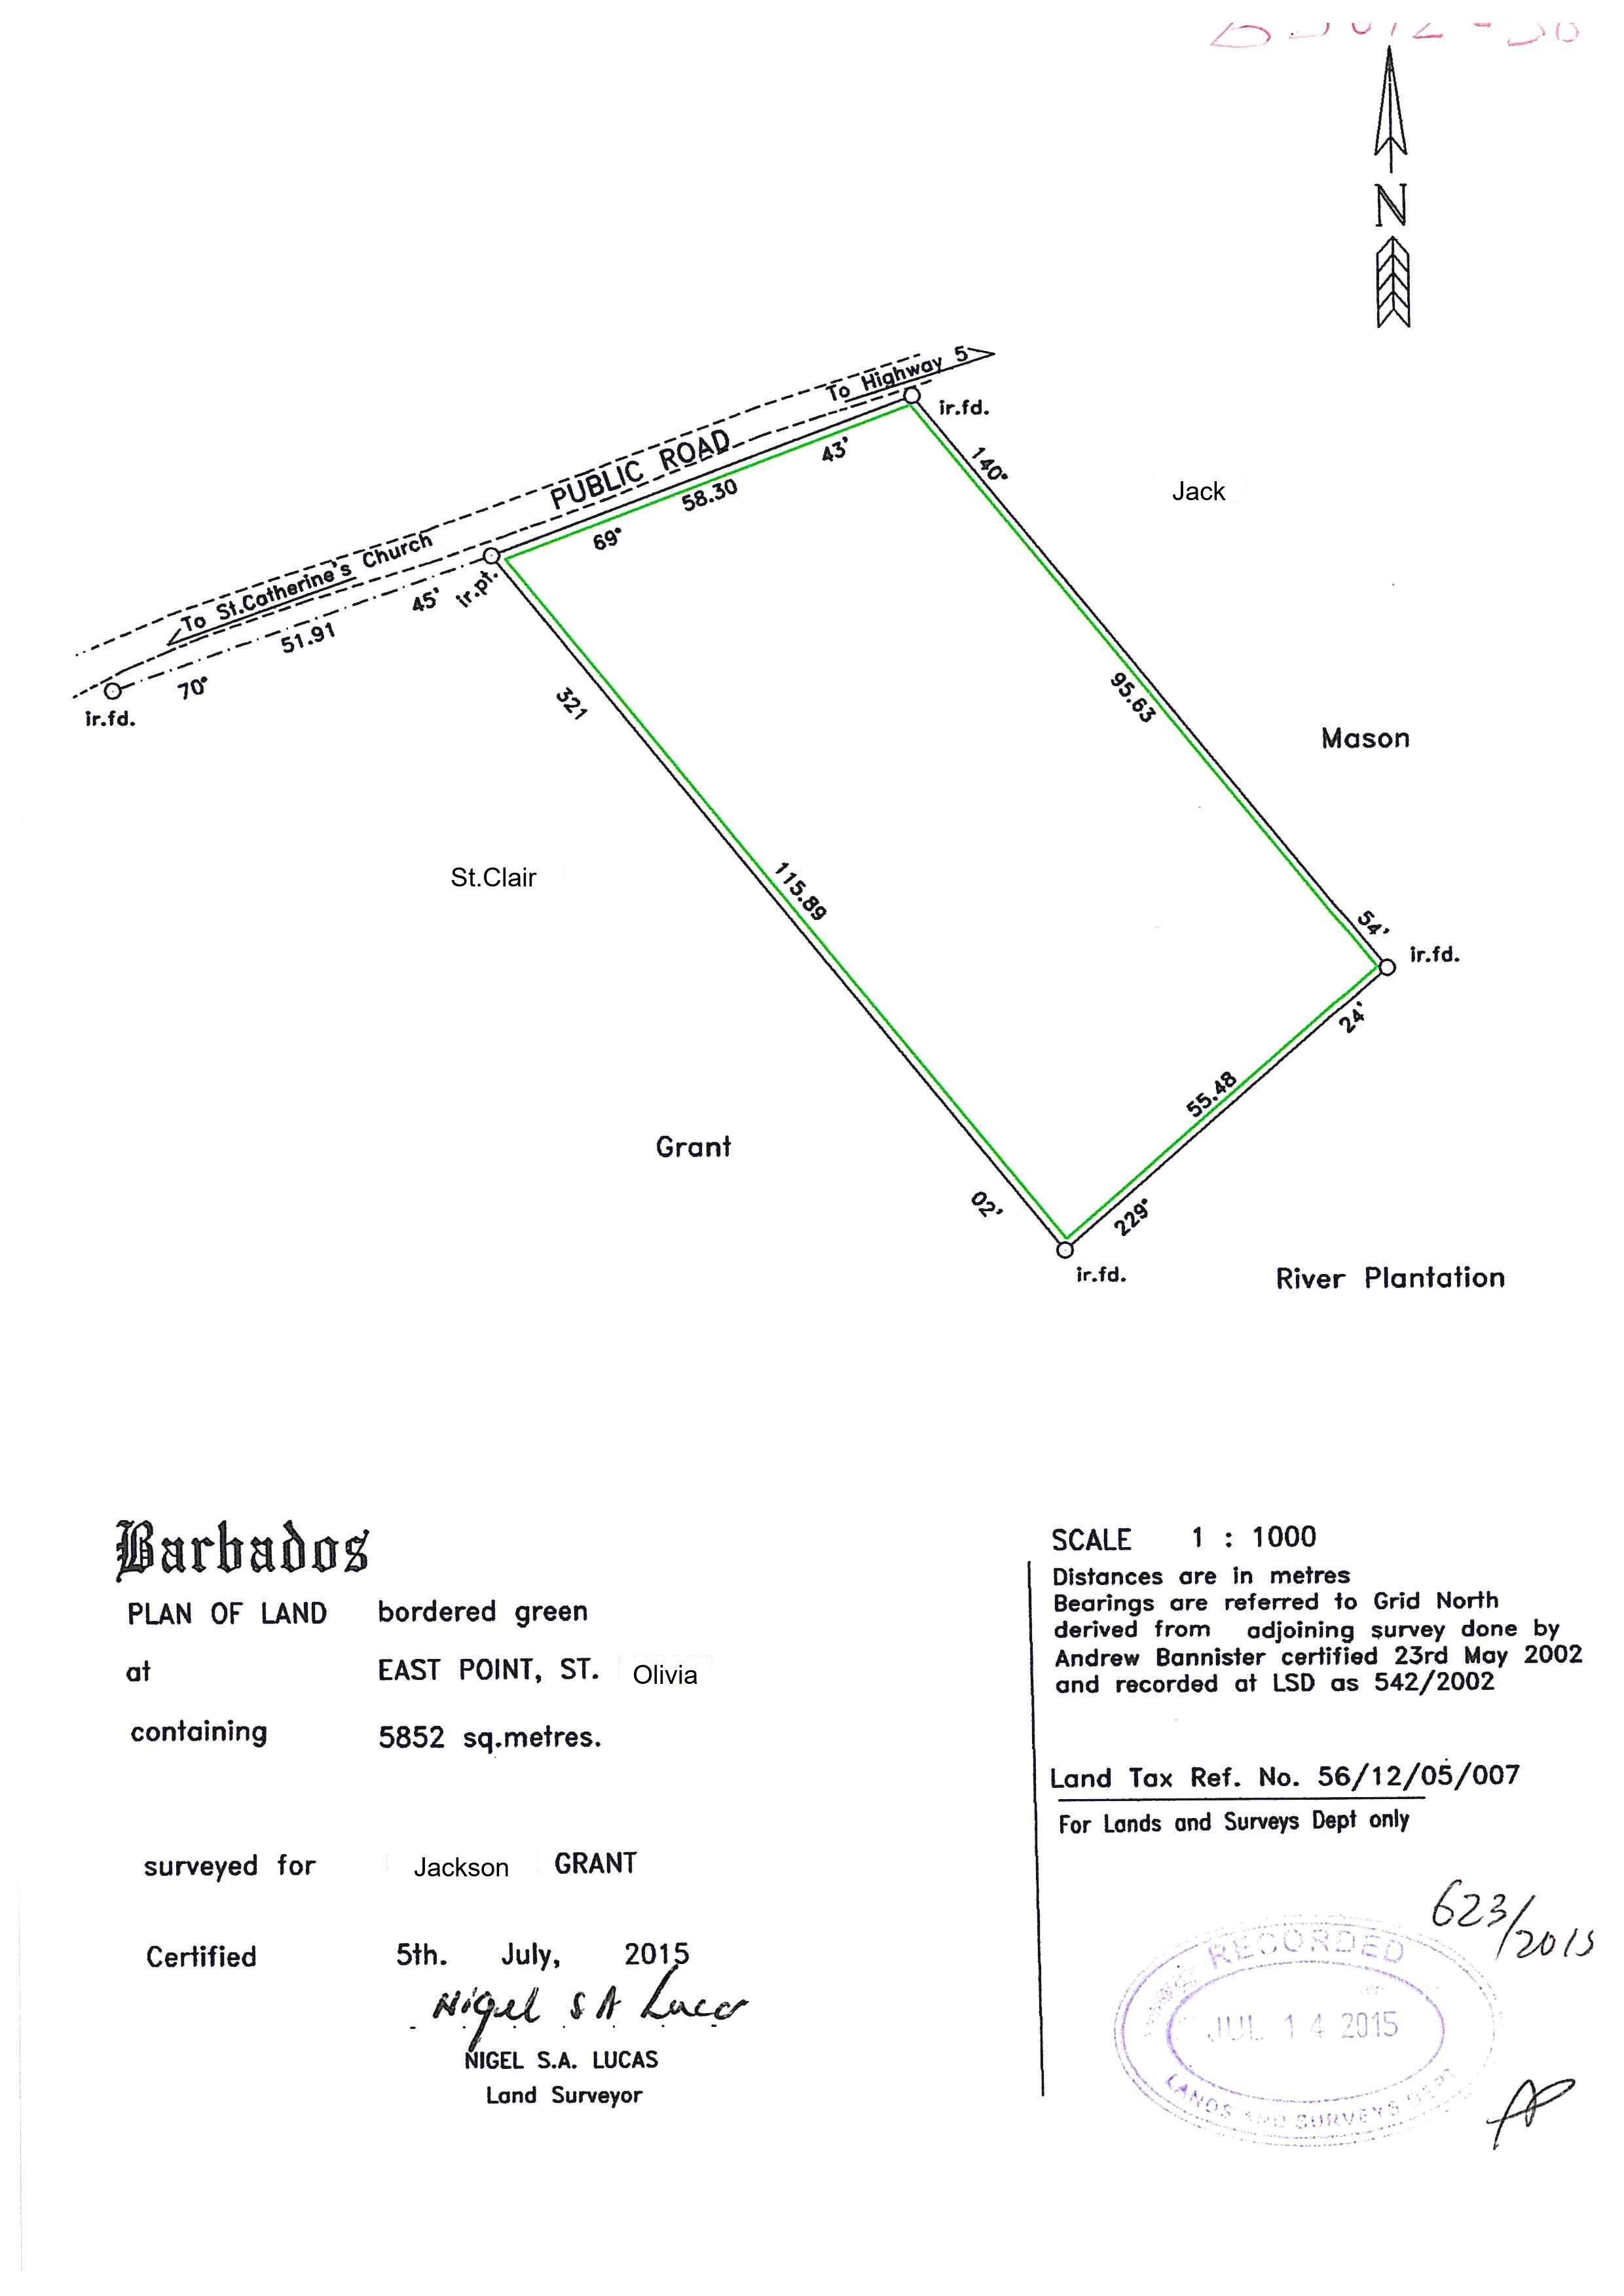 N
To Highway 5
ir.fd.
PUBLIC ROAD
43'
58.30
69°
140°
Jack
To St.Catherine's Church
45'
ir.pt.
51.91
70°
ir.fd.
321
95.63
Mason
St.Clair
115.89
54'
ir.fd.
24'
55.48
Grant
02'
229°
ir.fd.
River Plantation
Barbados
PLAN OF LAND bordered green
at EAST POINT, ST. Olivia
containing 5852 sq.metres.
surveyed for Jackson GRANT
Certified 5th. July, 2015
Nigel S A Lucas
NIGEL S.A. LUCAS
Land Surveyor
SCALE 1 : 1000
Distances are in metres
Bearings are referred to Grid North
derived from adjoining survey done by
Andrew Bannister certified 23rd May 2002
and recorded at LSD as 542/2002
Land Tax Ref. No. 56/12/05/007
For Lands and Surveys Dept only
623/2015
RECORDED
JUL 14 2015
LANDS AND SURVEYS DEPT
AP